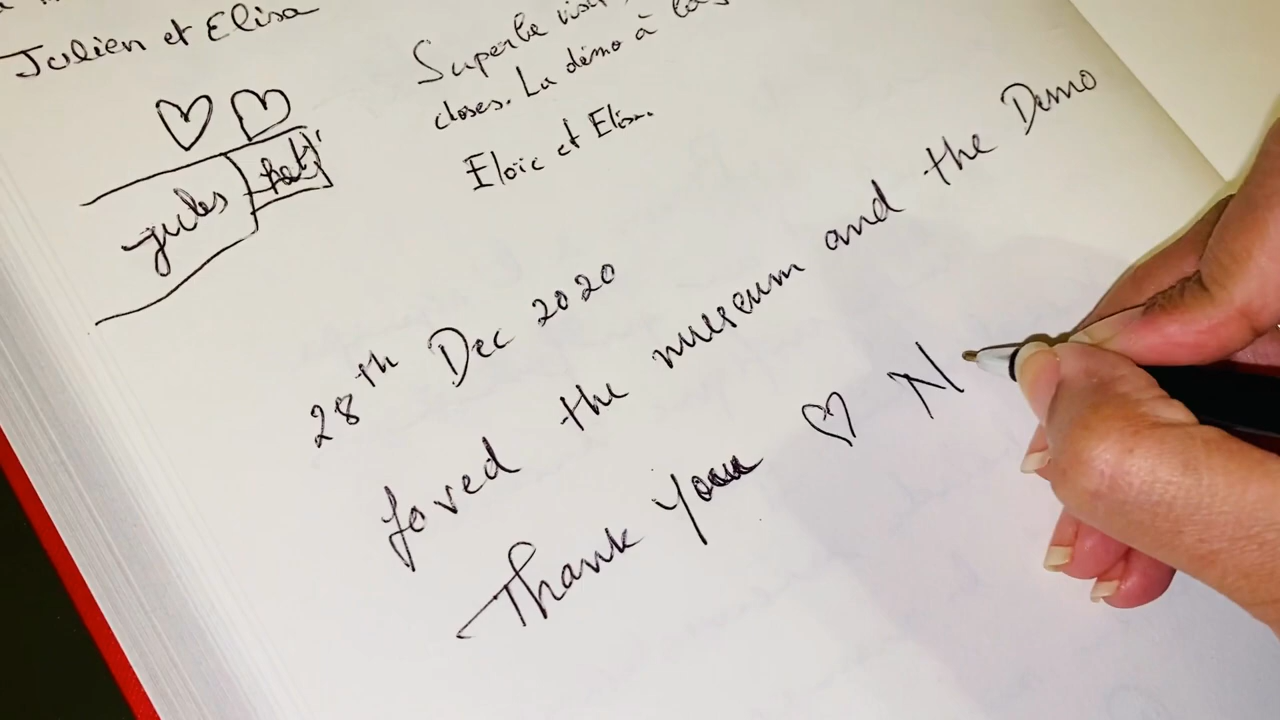 Julien et Elisa
Superbe
closes. La démo à
Eloïc et Elisa.
jules
28th Dec 2020
Loved the museum and the Demo
Thank You ♡ N